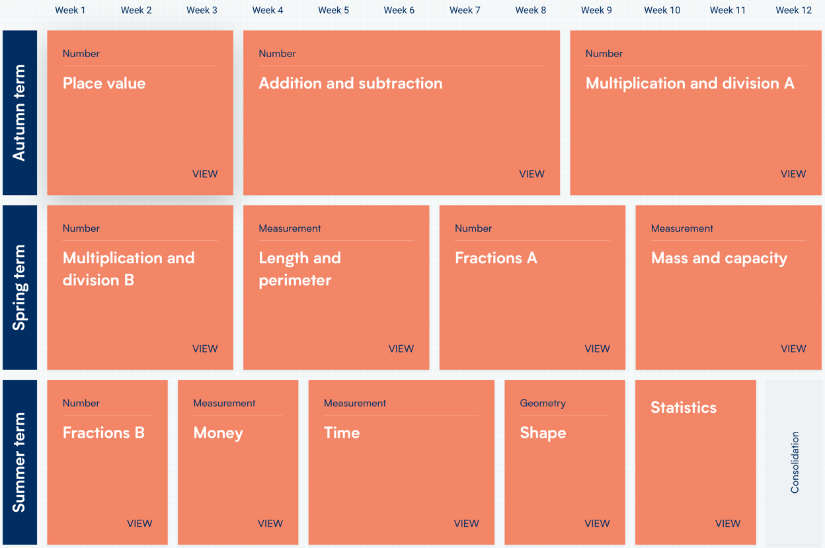 Week 1 Week 2 Week 3 Week 4 Week 5 Week 6 Week 7 Week 8 Week 9 Week 10 Week 11 Week 12
Autumn term
Number
Place value
VIEW
Number
Addition and subtraction
VIEW
Number
Multiplication and division A
VIEW
Spring term
Number
Multiplication and
division B
VIEW
Measurement
Length and
perimeter
VIEW
Number
Fractions A
VIEW
Measurement
Mass and capacity
VIEW
Summer term
Number
Fractions B
VIEW
Measurement
Money
VIEW
Measurement
Time
VIEW
Geometry
Shape
VIEW
Statistics
VIEW
Consolidation